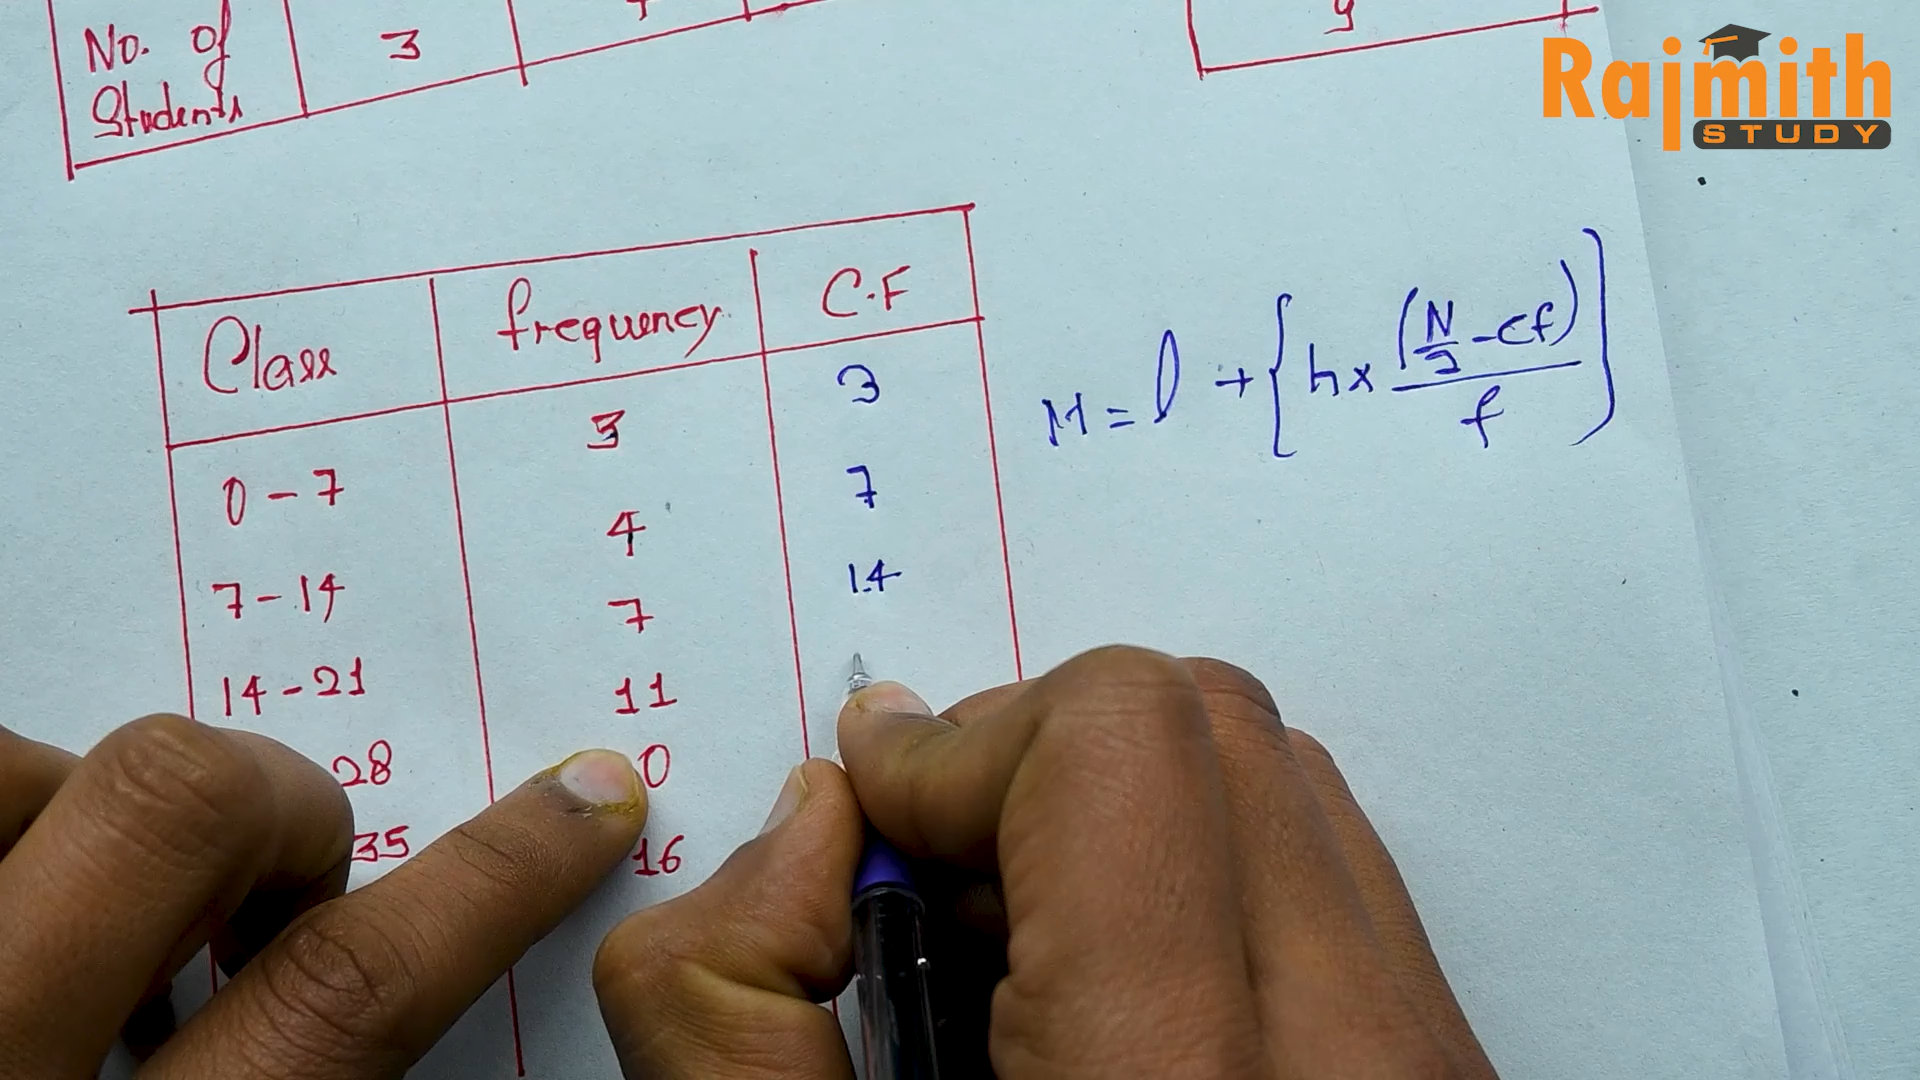 No. of
Students
3
9
Rajmith
STUDY
Class frequency C.F
0 - 7 3 3
7 - 14 4 7
14 - 21 7 14
28 11
35 0
16
M = l + { h x (N/2 - cf) / f }